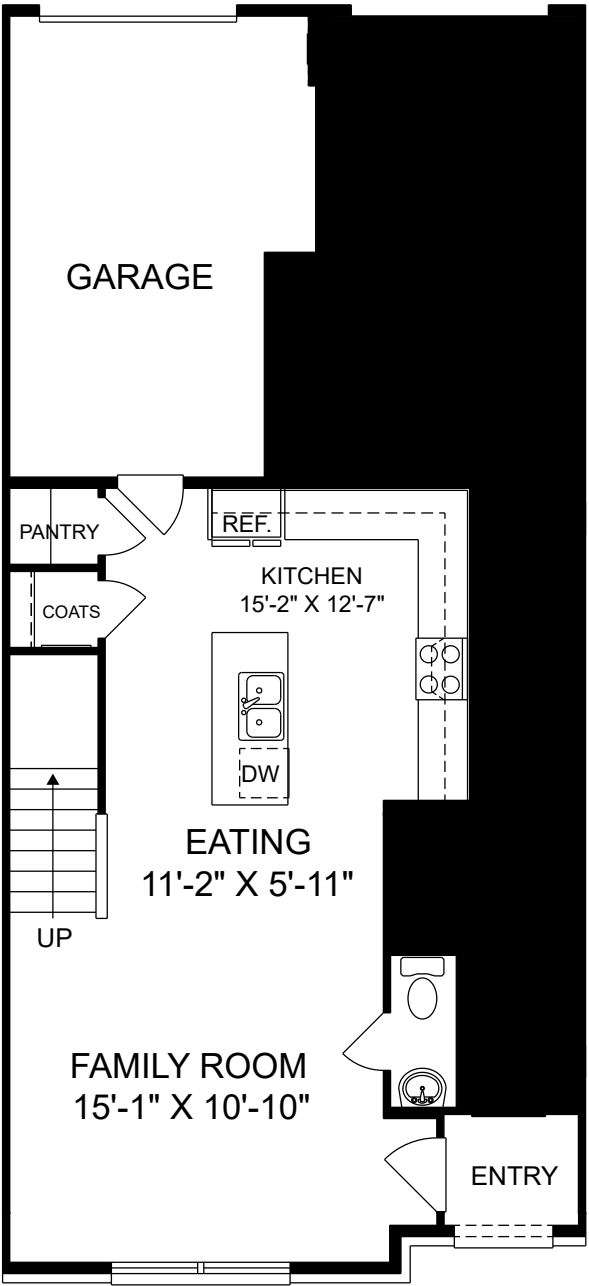 GARAGE
PANTRY
REF.
KITCHEN
15'-2" X 12'-7"
COATS
DW
EATING
11'-2" X 5'-11"
UP
FAMILY ROOM
15'-1" X 10'-10"
ENTRY